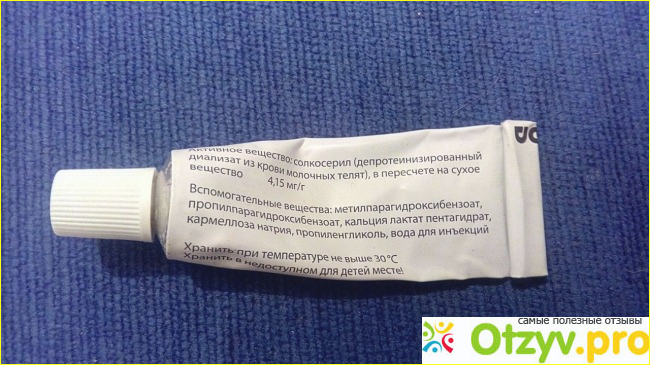 Активное вещество: солкосерил (депротеинизированный
диализат из крови молочных телят), в пересчете на сухое
вещество 4,15 мг/г
Вспомогательные вещества: метилпарагидроксибензоат,
пропилпарагидроксибензоат, кальция лактат пентагидрат,
кармеллоза натрия, пропиленгликоль, вода для инъекций
Хранить при температуре не выше 30 °C
Хранить в недоступном для детей месте!
самые полезные отзывы
Otzyv.pro